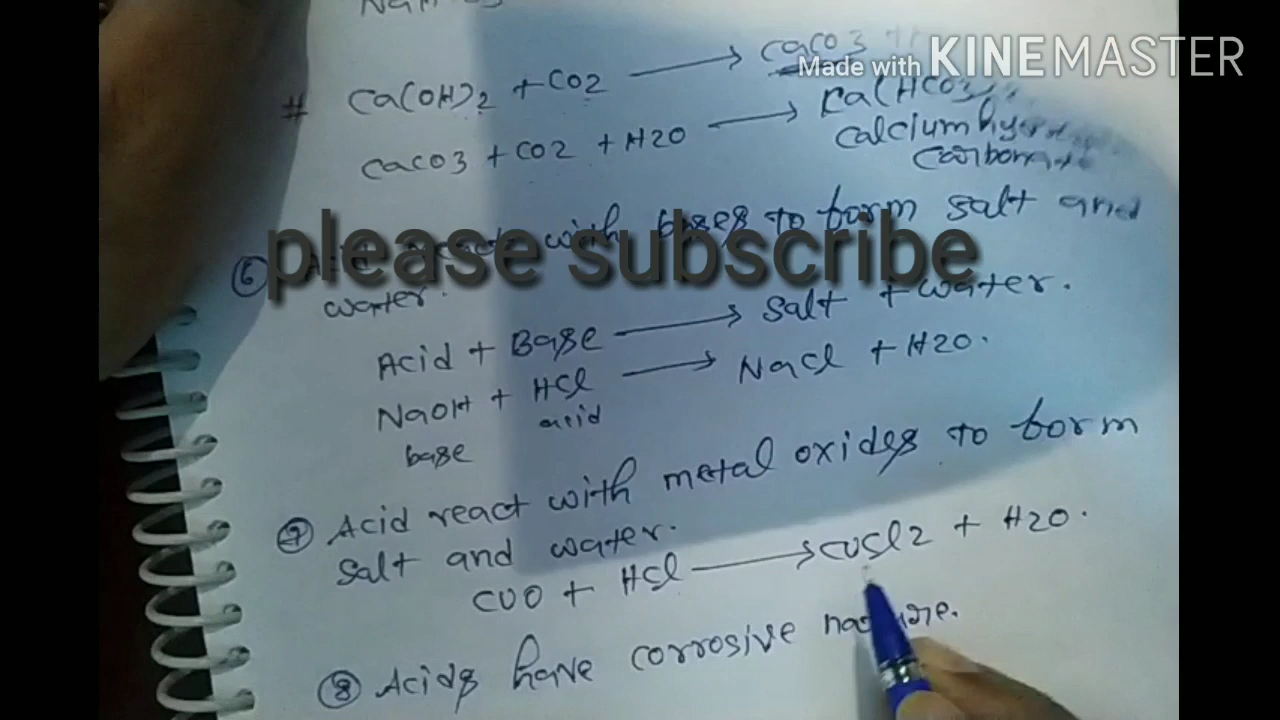 Made with KINEMASTER
# Ca(OH)2 + CO2 → CaCO3
CaCO3 + CO2 + H2O → Ca(HCO3
calcium
please subscribe
⑥ with bases to form salt and
water.
Acid + Base → Salt + water.
NaOH + HCl → NaCl + H2O.
base acid
⑦ Acid react with metal oxides to form
salt and water.
CUO + HCl → CUCl2 + H2O.
⑧ Acids have corrosive